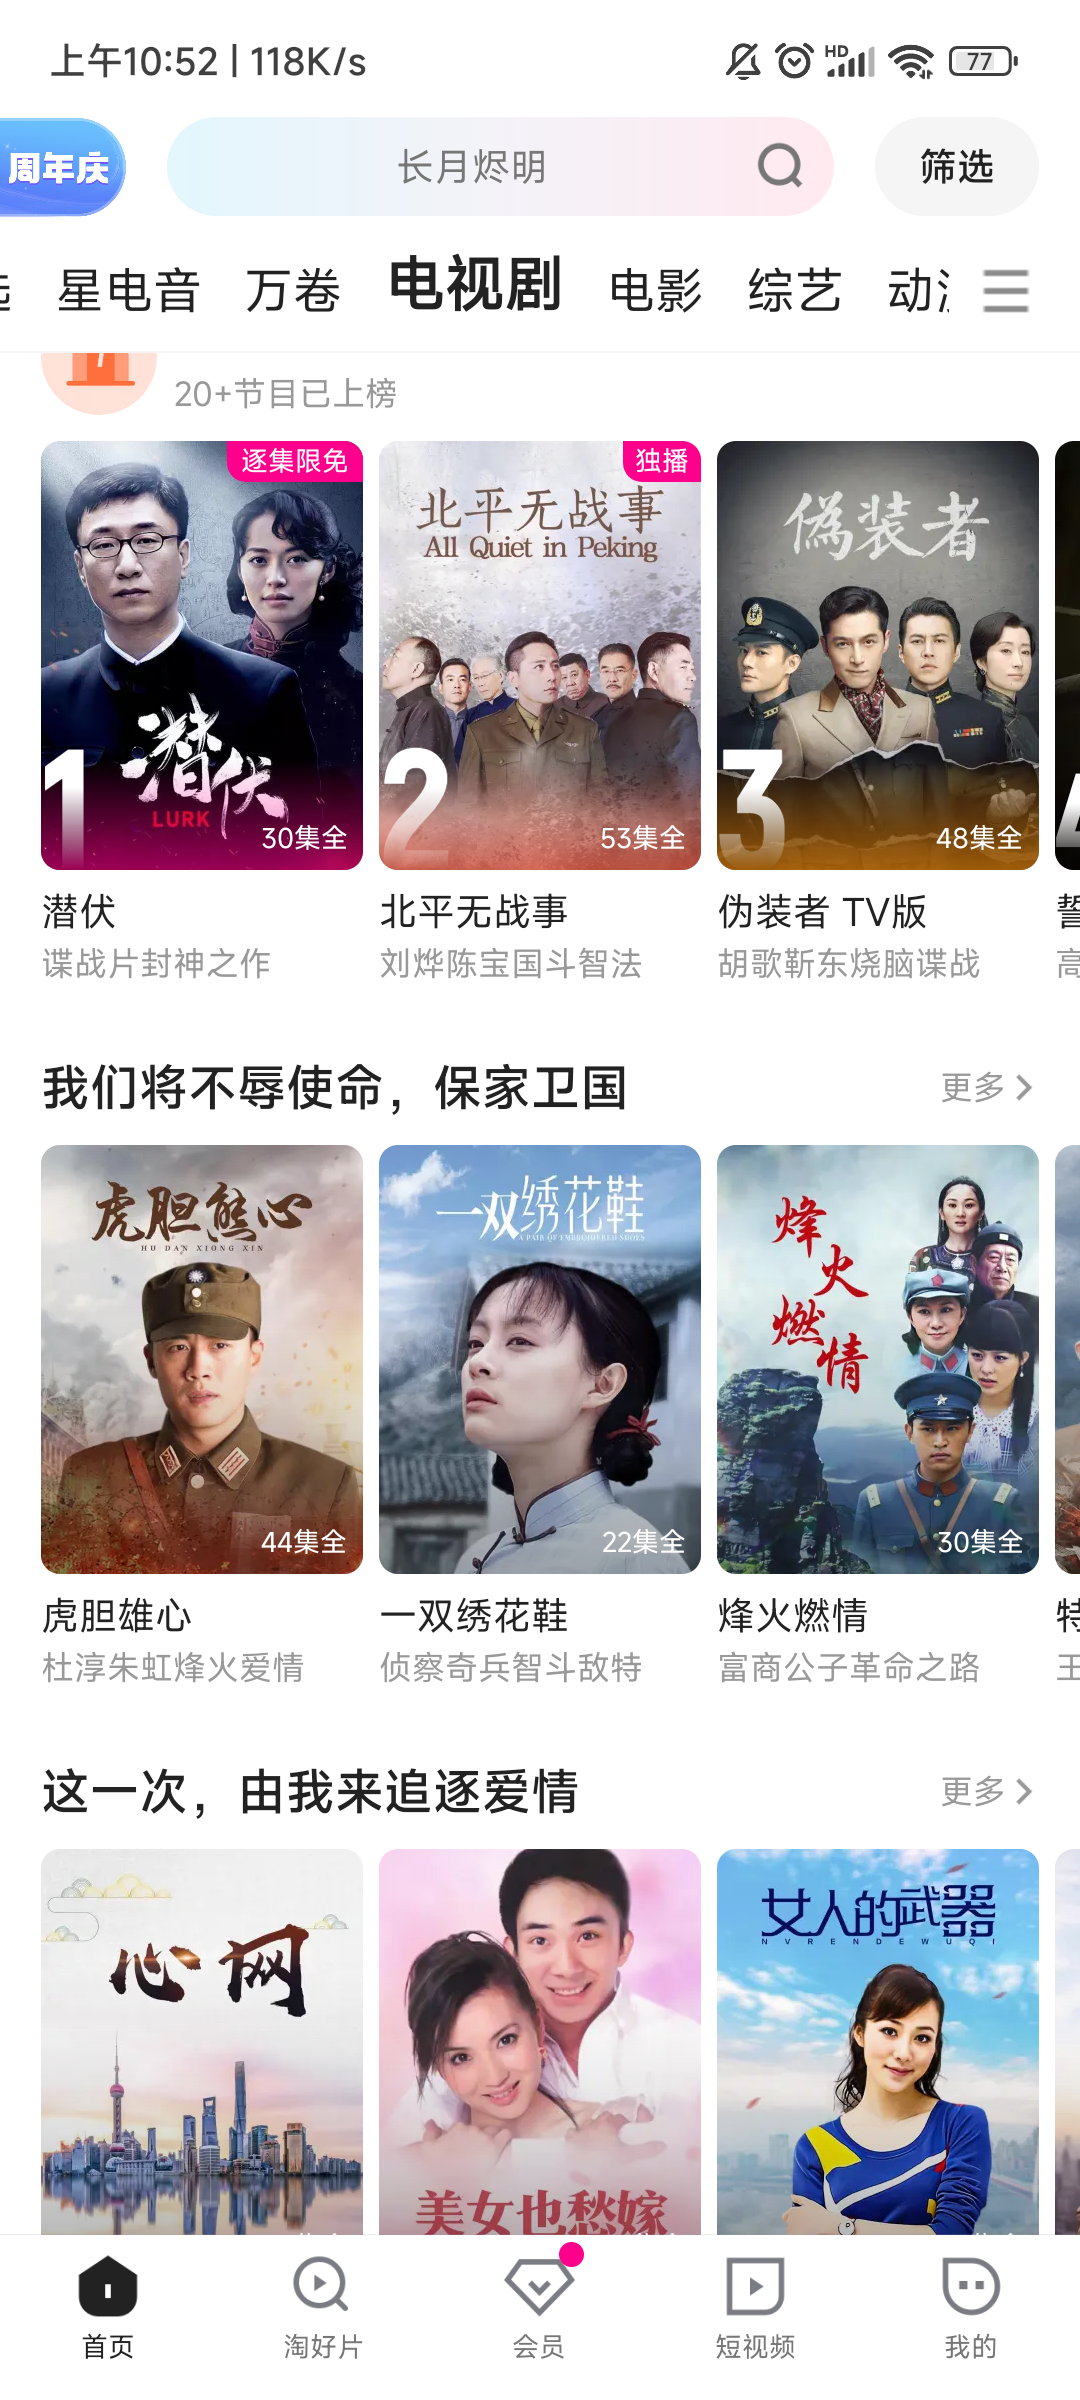 上午10:52 | 118K/s
HD
77
周年庆
长月烬明
筛选
星电音 万卷 电视剧 电影 综艺
20+节目已上榜
逐集限免
潜伏
LURK
1
30集全
独播
北平无战事
All Quiet in Peking
2
53集全
偽装者
3
48集全
潜伏
谍战片封神之作
北平无战事
刘烨陈宝国斗智法
伪装者 TV版
胡歌靳东烧脑谍战
我们将不辱使命，保家卫国
更多
虎胆熊心
HU DAN XIONG XIN
44集全
一双绣花鞋
A PAIR OF EMBROIDERED SHOES
22集全
烽火燃情
30集全
虎胆雄心
杜淳朱虹烽火爱情
一双绣花鞋
侦察奇兵智斗敌特
烽火燃情
富商公子革命之路
这一次，由我来追逐爱情
更多
心网
美女也愁嫁
女人的武器
NVRENDEWUQI
首页
淘好片
会员
短视频
我的